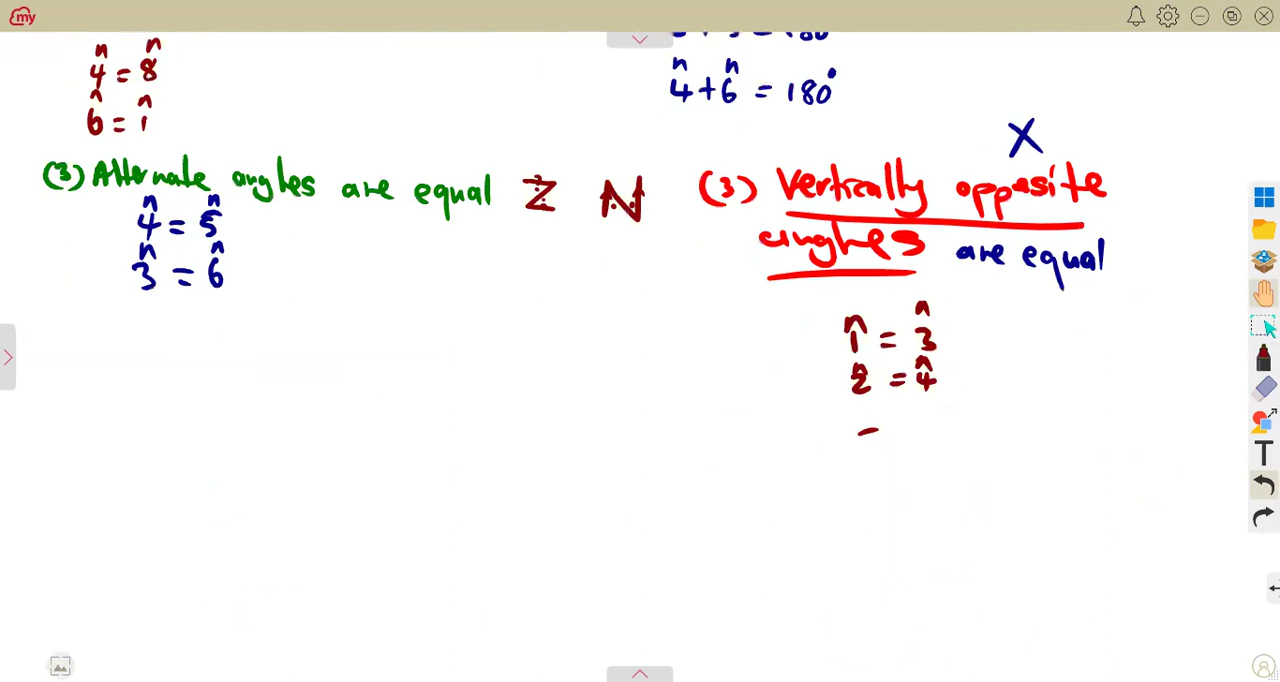 my
4̂ = 8̂
6̂ = 1̂
4̂ + 6̂ = 180°
X
(3) Alternate angles are equal Z N
4̂ = 5̂
3̂ = 6̂
(3) Vertically opposite
angles are equal
1̂ = 3̂
2̂ = 4̂
T